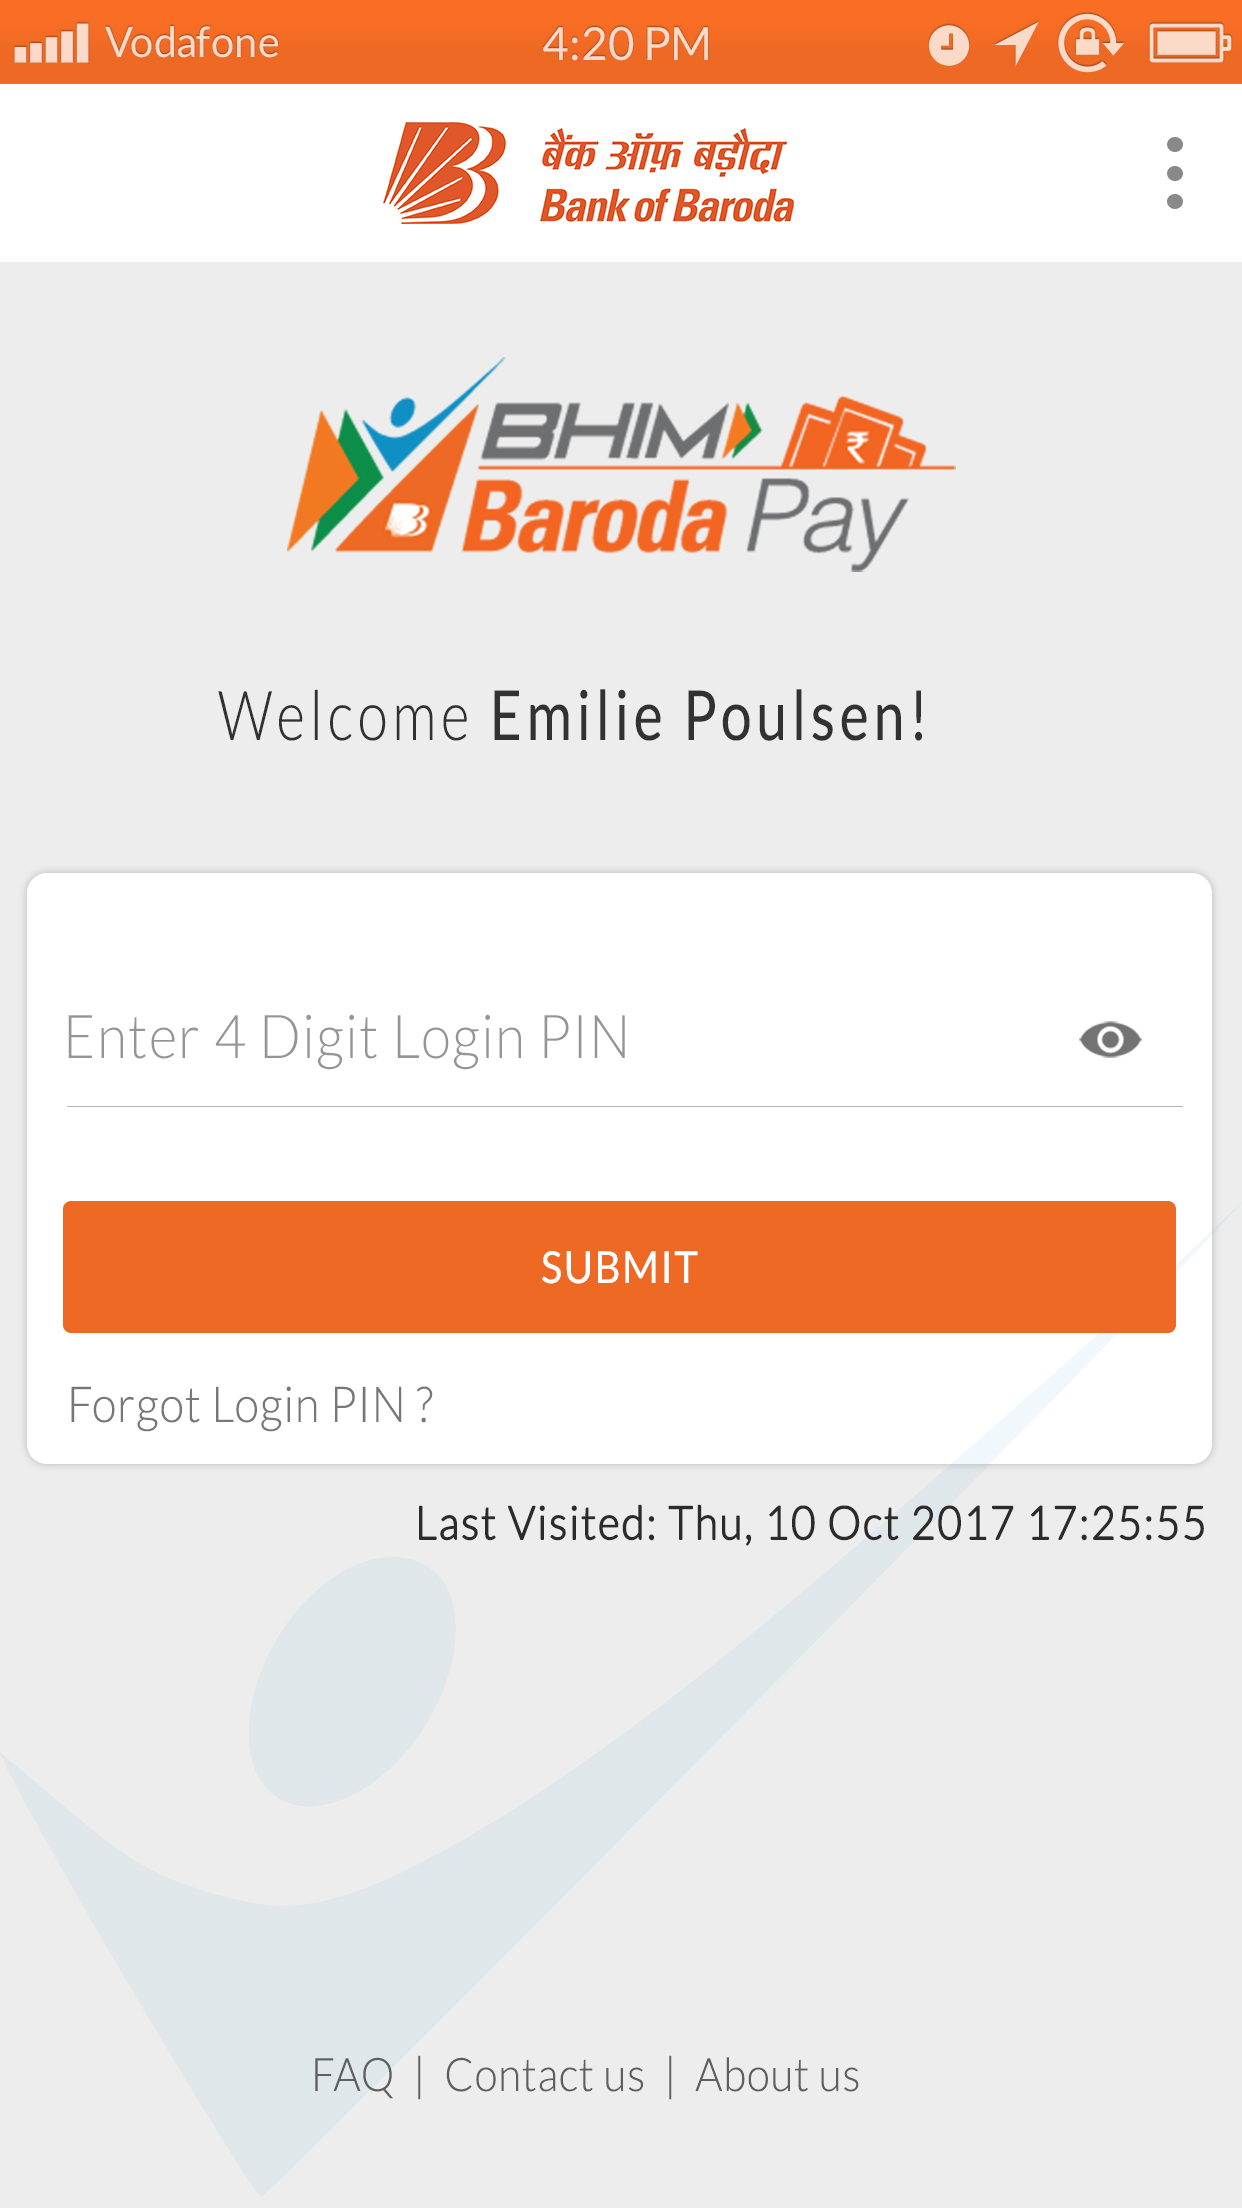 Vodafone 4:20 PM
बैंक ऑफ़ बड़ौदा
Bank of Baroda
BHIM
₹
Baroda Pay
Welcome Emilie Poulsen!
Enter 4 Digit Login PIN
SUBMIT
Forgot Login PIN ?
Last Visited: Thu, 10 Oct 2017 17:25:55
FAQ | Contact us | About us